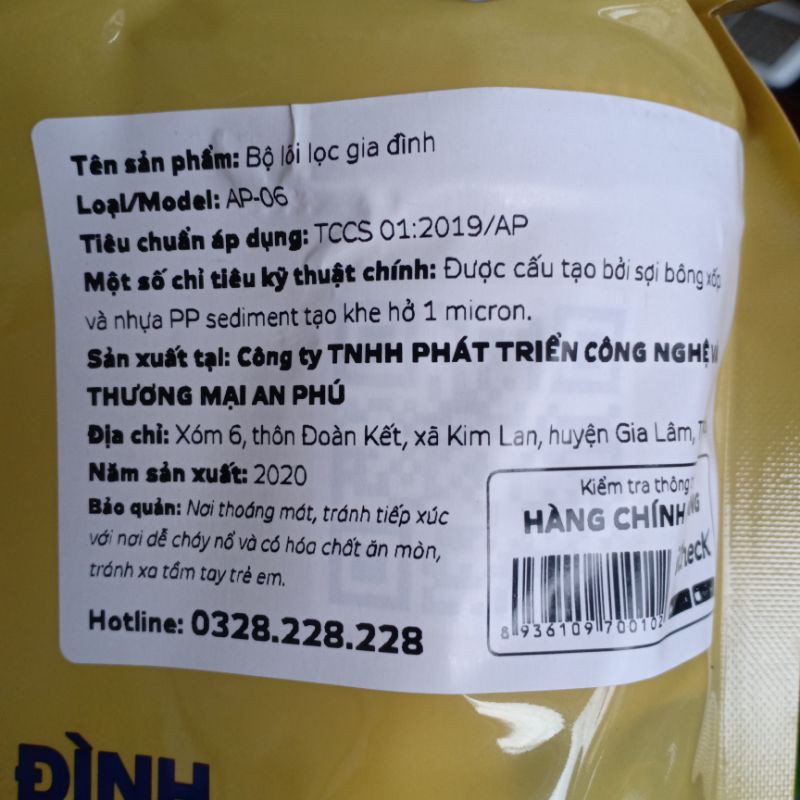 Tên sản phẩm: Bộ lõi lọc gia đình
Loại/Model: AP-06
Tiêu chuẩn áp dụng: TCCS 01:2019/AP
Một số chỉ tiêu kỹ thuật chính: Được cấu tạo bởi sợi bông xốp
và nhựa PP sediment tạo khe hở 1 micron.
Sản xuất tại: Công ty TNHH PHÁT TRIỂN CÔNG NGHỆ
THƯƠNG MẠI AN PHÚ
Địa chỉ: Xóm 6, thôn Đoàn Kết, xã Kim Lan, huyện Gia Lâm,
Năm sản xuất: 2020
Bảo quản: Nơi thoáng mát, tránh tiếp xúc
với nơi dễ cháy nổ và có hóa chất ăn mòn,
tránh xa tầm tay trẻ em.
Hotline: 0328.228.228
Kiểm tra thông
HÀNG CHÍNH
8 936109 700102
ĐÌNH